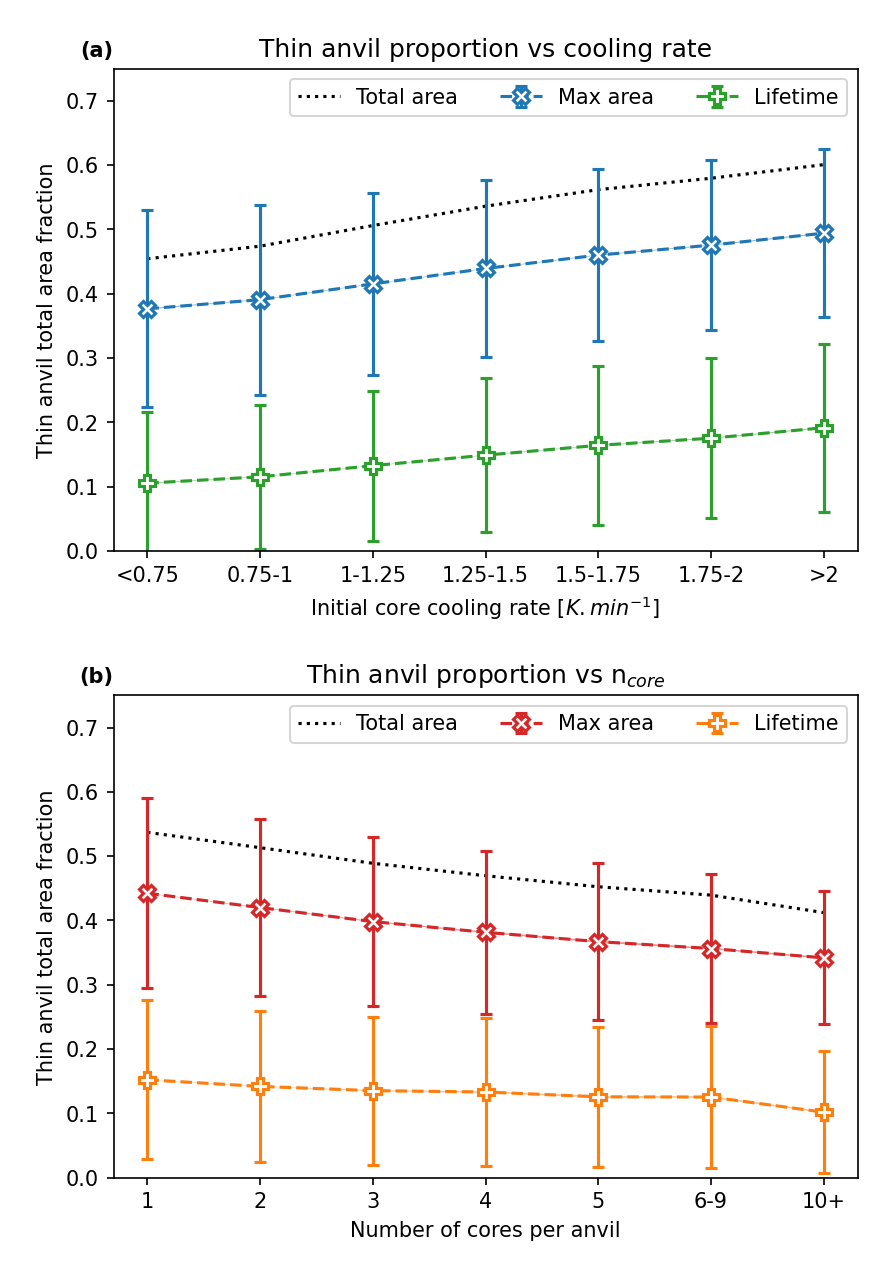 (a)
Thin anvil proportion vs cooling rate
Total area
Max area
Lifetime
Thin anvil total area fraction
0.7
0.6
0.5
0.4
0.3
0.2
0.1
0.0
<0.75
0.75-1
1-1.25
1.25-1.5
1.5-1.75
1.75-2
>2
Initial core cooling rate [K.min⁻¹]
(b)
Thin anvil proportion vs n_core
Total area
Max area
Lifetime
Thin anvil total area fraction
0.7
0.6
0.5
0.4
0.3
0.2
0.1
0.0
1
2
3
4
5
6-9
10+
Number of cores per anvil